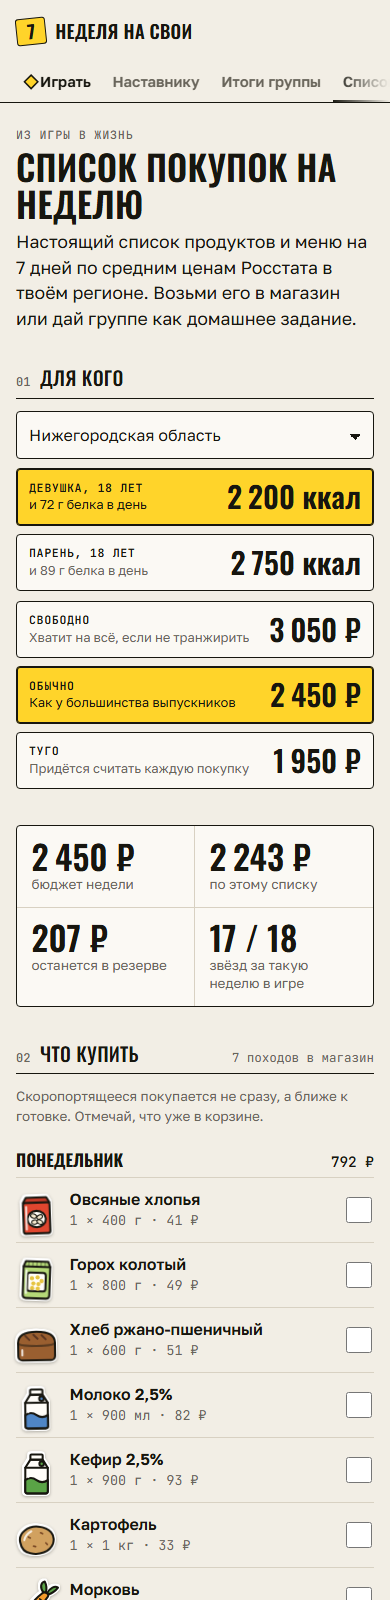 7 НЕДЕЛЯ НА СВОИ
Играть Наставнику Итоги группы Списо
ИЗ ИГРЫ В ЖИЗНЬ
СПИСОК ПОКУПОК НА
НЕДЕЛЮ
Настоящий список продуктов и меню на
7 дней по средним ценам Росстата в
твоём регионе. Возьми его в магазин
или дай группе как домашнее задание.
01 ДЛЯ КОГО
Нижегородская область
ДЕВУШКА, 18 ЛЕТ
и 72 г белка в день
2 200 ккал
ПАРЕНЬ, 18 ЛЕТ
и 89 г белка в день
2 750 ккал
СВОБОДНО
Хватит на всё, если не транжирить
3 050 ₽
ОБЫЧНО
Как у большинства выпускников
2 450 ₽
ТУГО
Придётся считать каждую покупку
1 950 ₽
2 450 ₽
бюджет недели
2 243 ₽
по этому списку
207 ₽
останется в резерве
17 / 18
звёзд за такую
неделю в игре
02 ЧТО КУПИТЬ 7 походов в магазин
Скоропортящееся покупается не сразу, а ближе к
готовке. Отмечай, что уже в корзине.
ПОНЕДЕЛЬНИК 792 ₽
Овсяные хлопья
1 × 400 г · 41 ₽
Горох колотый
1 × 800 г · 49 ₽
Хлеб ржано-пшеничный
1 × 600 г · 51 ₽
Молоко 2,5%
1 × 900 мл · 82 ₽
Кефир 2,5%
1 × 900 г · 93 ₽
Картофель
1 × 1 кг · 33 ₽
Морковь